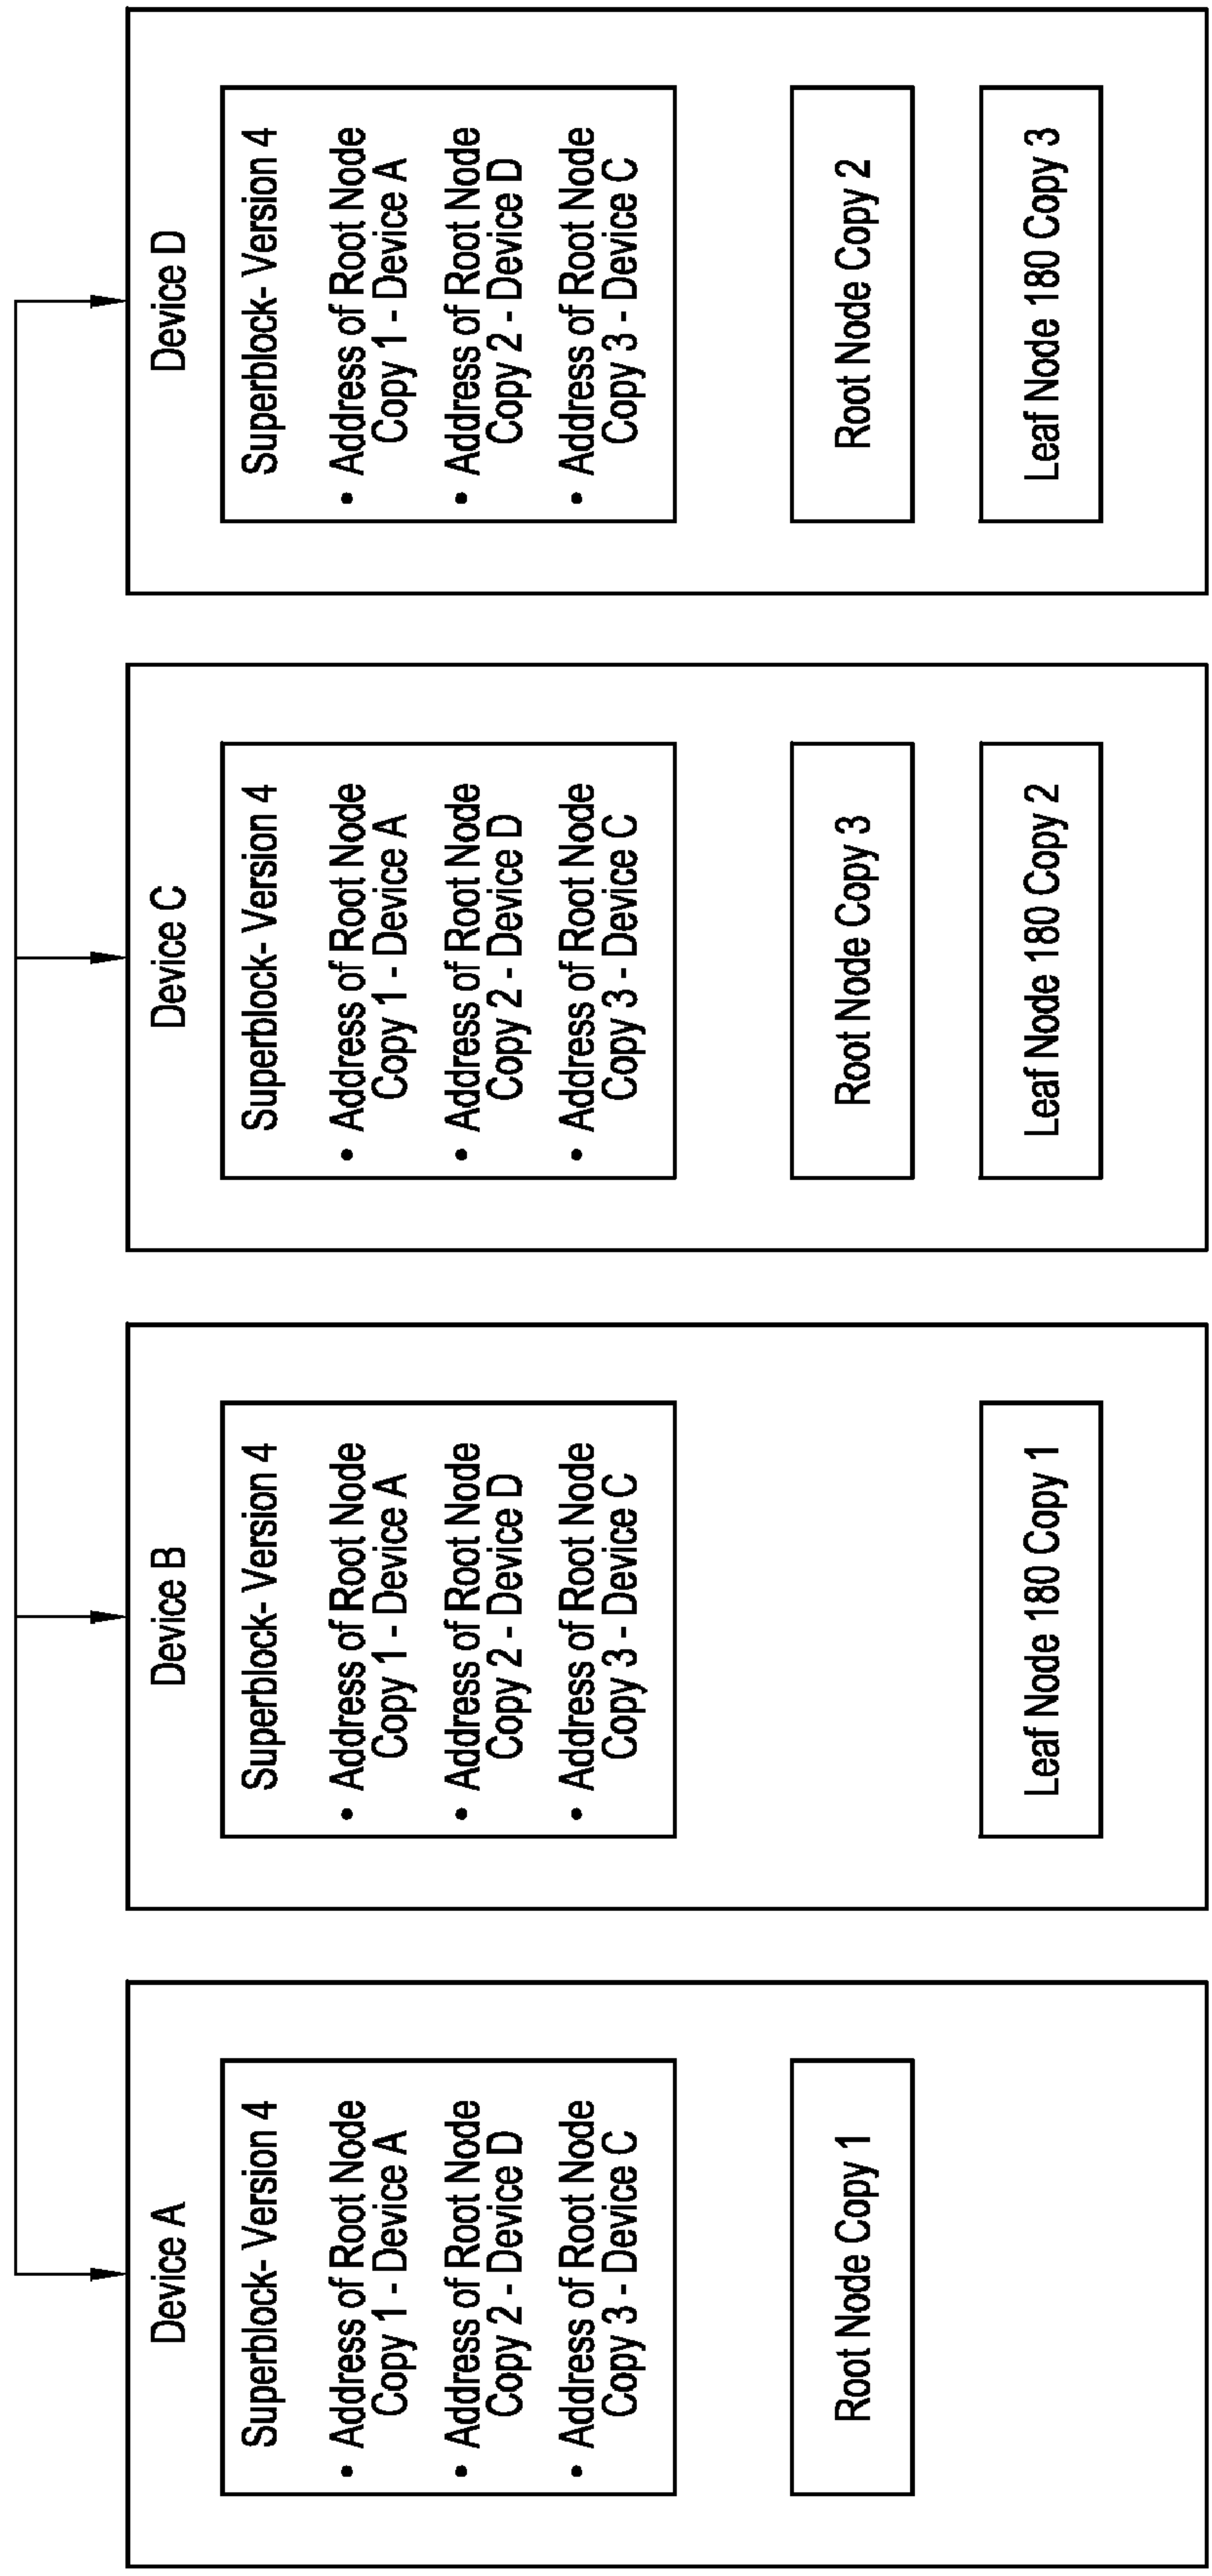 Device A
Superblock- Version 4
• Address of Root Node
Copy 1 - Device A
• Address of Root Node
Copy 2 - Device D
• Address of Root Node
Copy 3 - Device C
Root Node Copy 1
Device B
Superblock- Version 4
• Address of Root Node
Copy 1 - Device A
• Address of Root Node
Copy 2 - Device D
• Address of Root Node
Copy 3 - Device C
Leaf Node 180 Copy 1
Device C
Superblock- Version 4
• Address of Root Node
Copy 1 - Device A
• Address of Root Node
Copy 2 - Device D
• Address of Root Node
Copy 3 - Device C
Root Node Copy 3
Leaf Node 180 Copy 2
Device D
Superblock- Version 4
• Address of Root Node
Copy 1 - Device A
• Address of Root Node
Copy 2 - Device D
• Address of Root Node
Copy 3 - Device C
Root Node Copy 2
Leaf Node 180 Copy 3